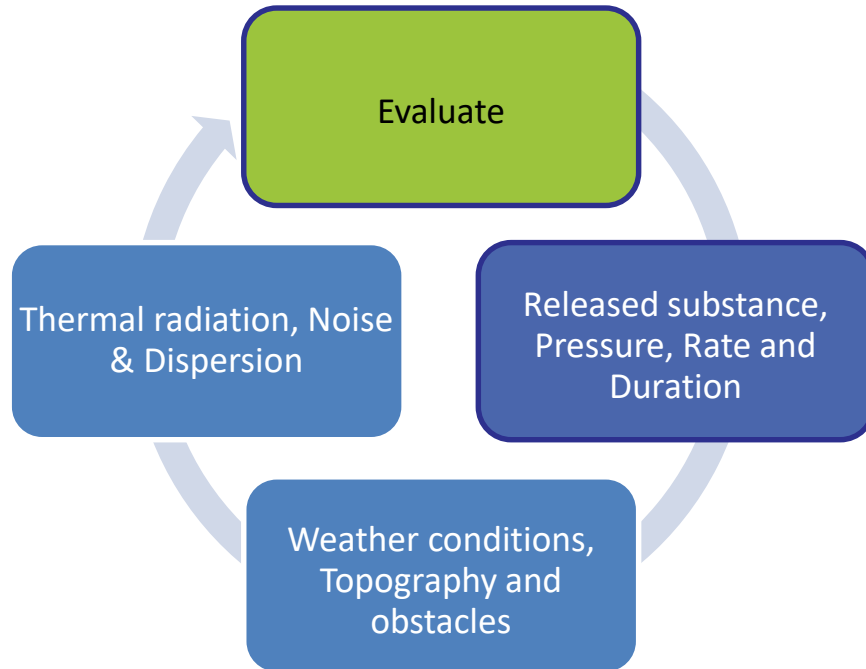 Evaluate
Released substance,
Pressure, Rate and
Duration
Weather conditions,
Topography and
obstacles
Thermal radiation, Noise
& Dispersion